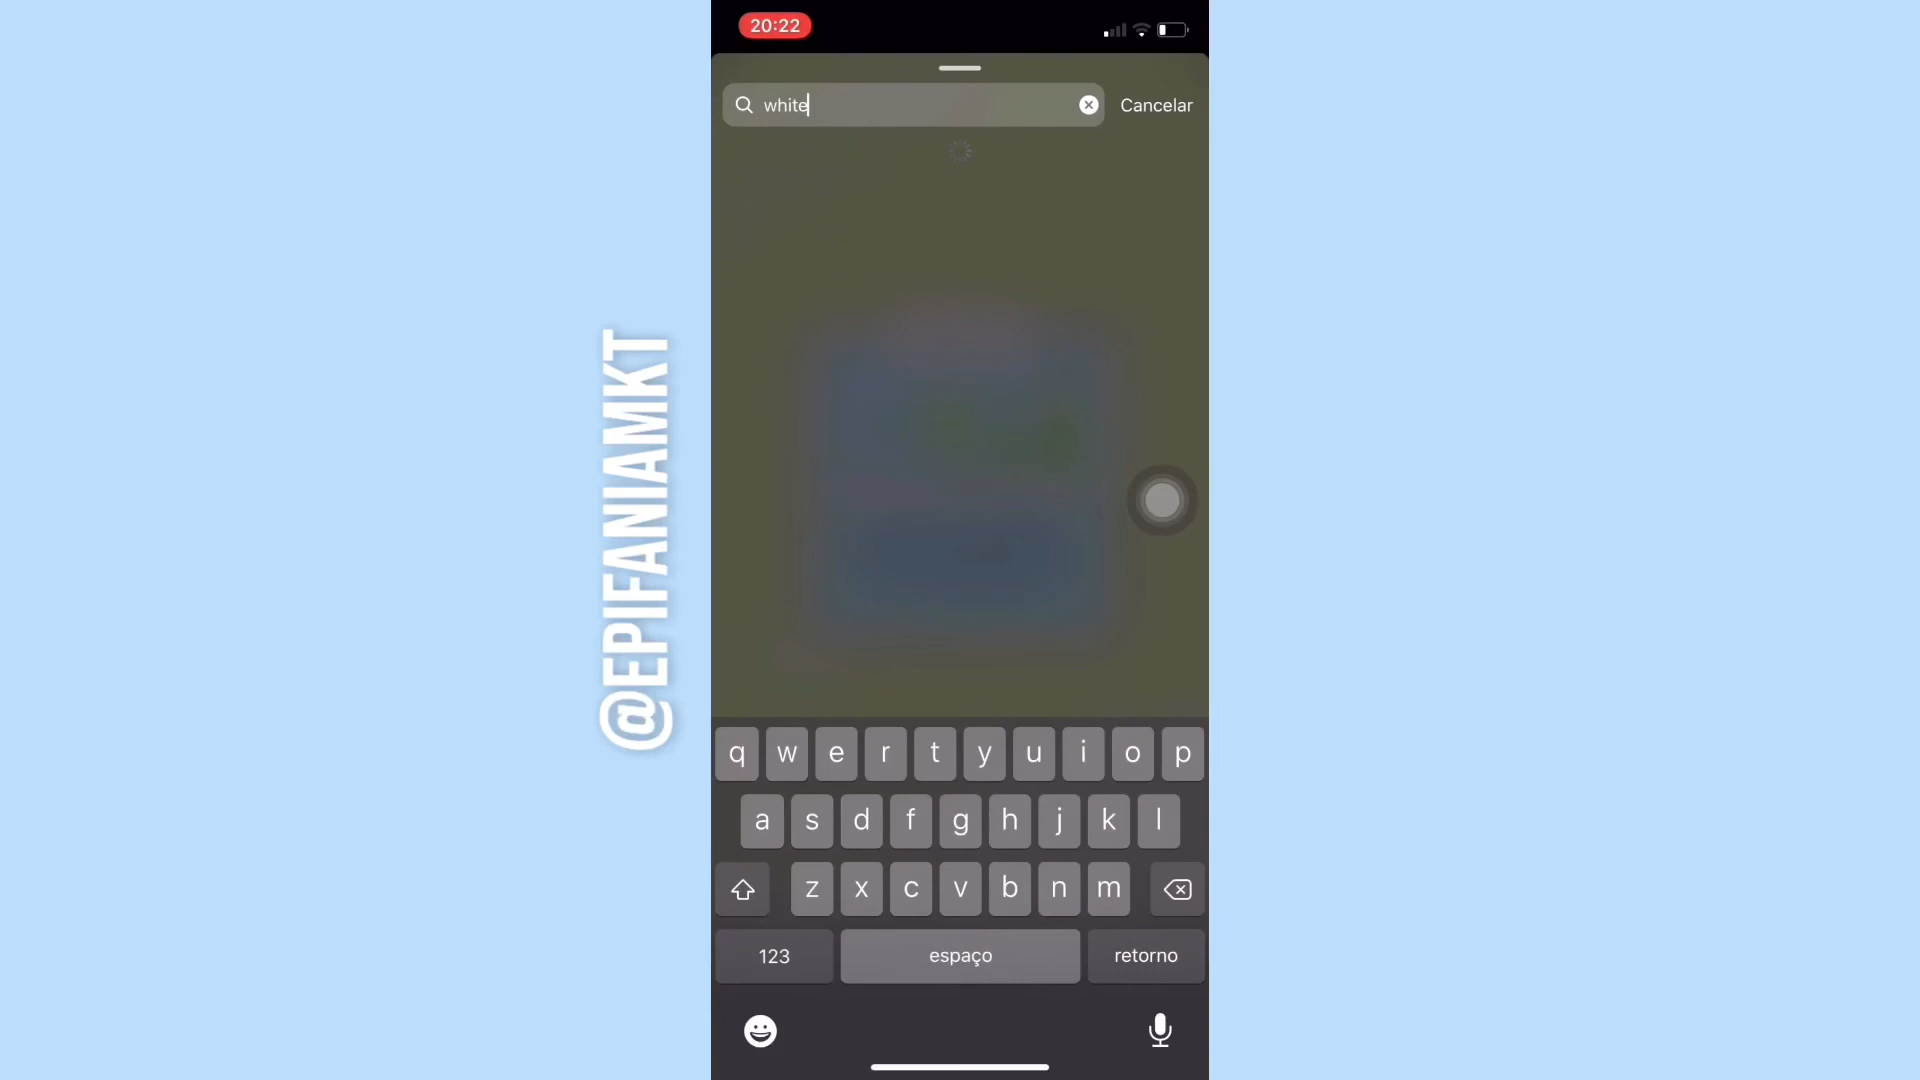 20:22
white
Cancelar
@EPIFANIAMKT
q w e r t y u i o p
a s d f g h j k l
z x c v b n m
123 espaço retorno